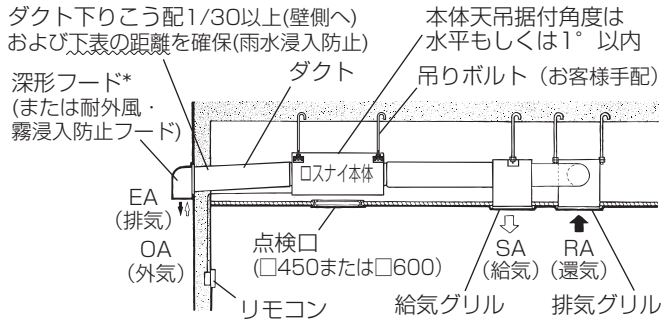 ダクト下りこう配1/30以上(壁側へ)
および下表の距離を確保(雨水浸入防止)
本体天吊据付角度は
水平もしくは1°以内
深形フード*
(または耐外風・
霧浸入防止フード)
ダクト
吊りボルト（お客様手配）
ロスナイ本体
EA
（排気）
OA
（外気）
点検口
(□450または□600)
リモコン
SA
（給気）
RA
（還気）
給気グリル
排気グリル